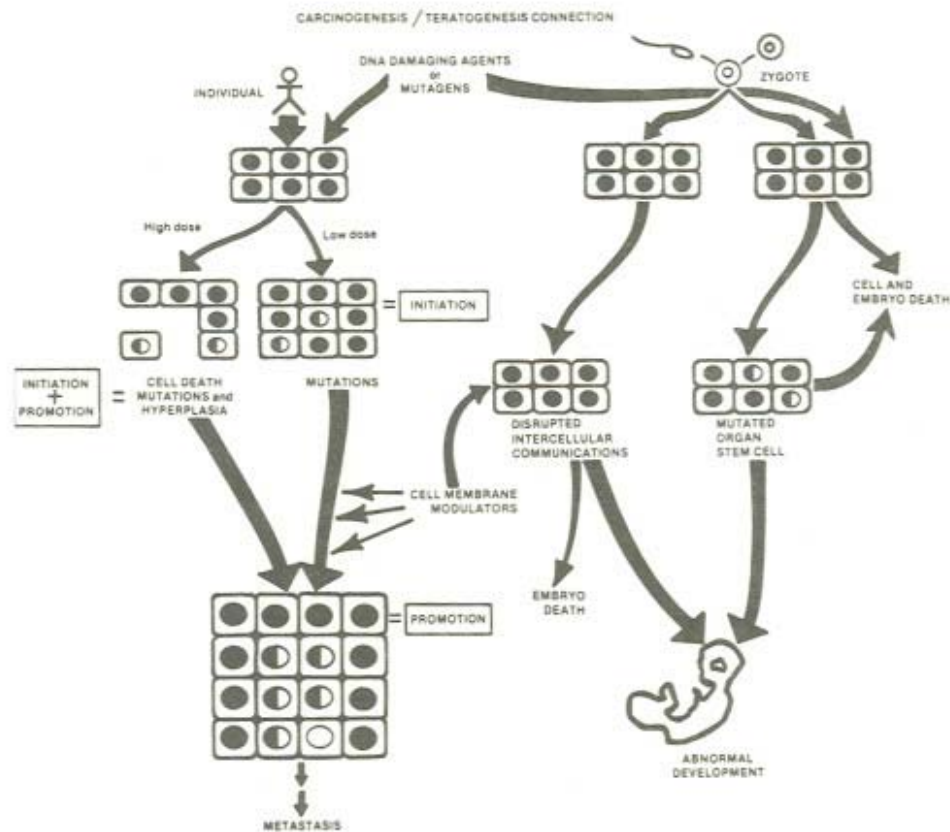 CARCINOGENESIS / TERATOGENESIS CONNECTION
DNA DAMAGING AGENTS
or
MUTAGENS
INDIVIDUAL
ZYGOTE
High dose
Low dose
= INITIATION
CELL AND
EMBRYO DEATH
INITIATION
+
PROMOTION
=
CELL DEATH
MUTATIONS and
HYPERPLASIA
MUTATIONS
DISRUPTED
INTERCELLULAR
COMMUNICATIONS
MUTATED
ORGAN
STEM CELL
CELL MEMBRANE
MODULATORS
EMBRYO
DEATH
= PROMOTION
ABNORMAL
DEVELOPMENT
METASTASIS